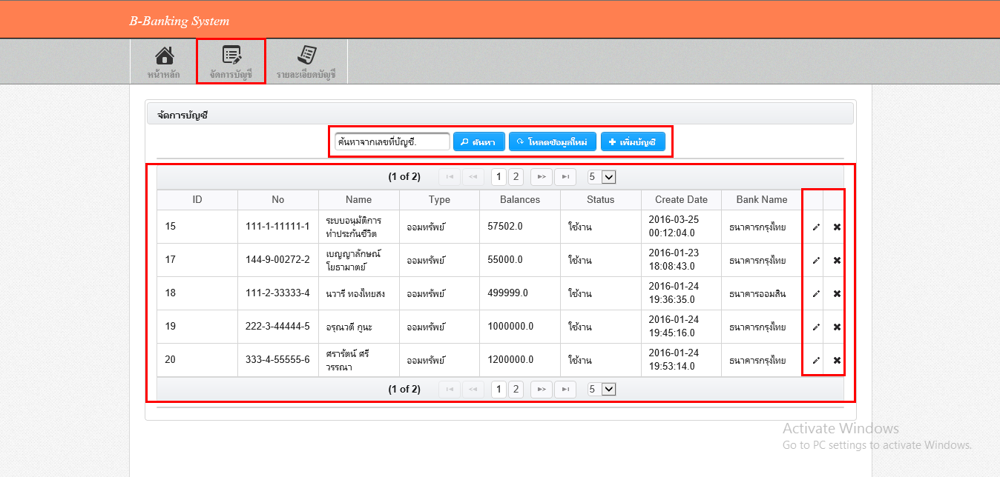 B-Banking System
หน้าหลัก จัดการบัญชี รายละเอียดบัญชี
จัดการบัญชี
ค้นหาจากเลขที่บัญชี. ค้นหา โหลดข้อมูลใหม่ เพิ่มบัญชี
(1 of 2) 1 2 5
ID No Name Type Balances Status Create Date Bank Name
15 111-1-11111-1 ระบบอนุมัติการ ออมทรัพย์ 57502.0 ใช้งาน 2016-03-25 ธนาคารกรุงไทย
ทำประกันชีวิต 00:12:04.0
17 144-9-00272-2 เบญญาลักษณ์ ออมทรัพย์ 55000.0 ใช้งาน 2016-01-23 ธนาคารกรุงไทย
โยธามาตย์ 18:08:43.0
18 111-2-33333-4 นวารี ทองไทยสง ออมทรัพย์ 499999.0 ใช้งาน 2016-01-24 ธนาคารออมสิน
19:36:35.0
19 222-3-44444-5 อรุณวตี กูนะ ออมทรัพย์ 1000000.0 ใช้งาน 2016-01-24 ธนาคารกรุงไทย
19:45:16.0
20 333-4-55555-6 ศรารัตน์ ศรี ออมทรัพย์ 1200000.0 ใช้งาน 2016-01-24 ธนาคารกรุงไทย
วรรณา 19:53:14.0
(1 of 2) 1 2 5
Activate Windows
Go to PC settings to activate Windows.